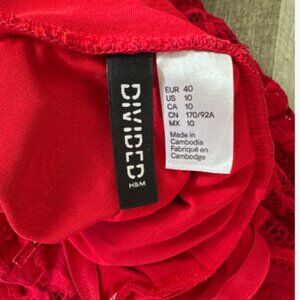 DIVIDED
H&M
EUR 40
US 10
CA 10
CN 170/92A
MX 10
Made in
Cambodia
Fabriqué en
Cambodge